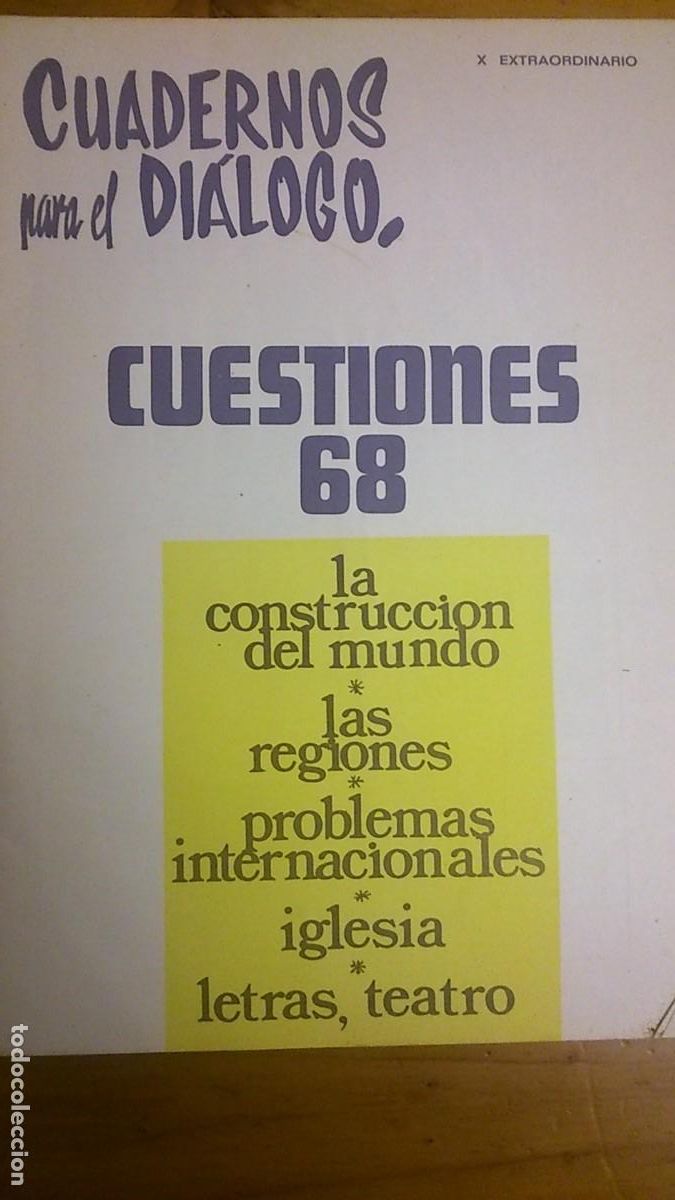 X EXTRAORDINARIO
CUADERNOS
para el DIÁLOGO.
CUESTIONES
68
la
construccion
del mundo
*
las
regiones
*
problemas
internacionales
*
iglesia
*
letras, teatro
todocoleccion